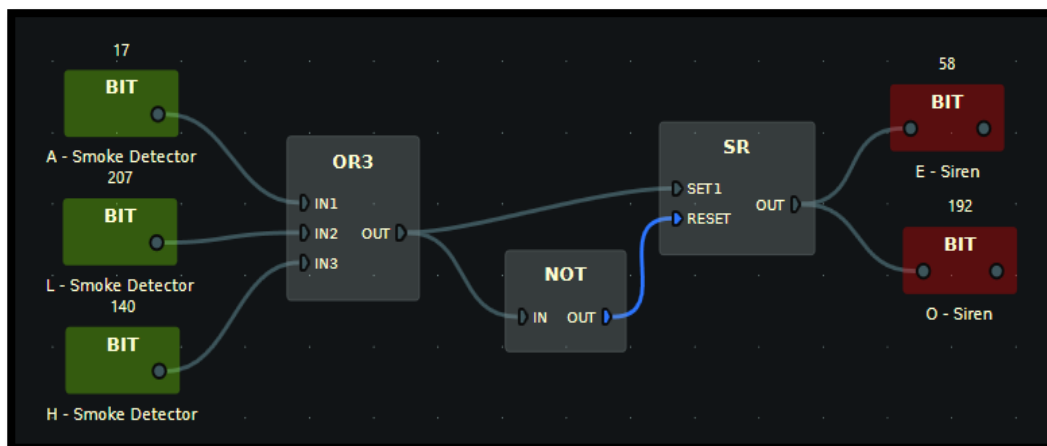 17
BIT
A - Smoke Detector
207
BIT
L - Smoke Detector
140
BIT
H - Smoke Detector
OR3
IN1
IN2
OUT
IN3
NOT
IN
OUT
SR
SET1
OUT
RESET
58
BIT
E - Siren
192
BIT
O - Siren